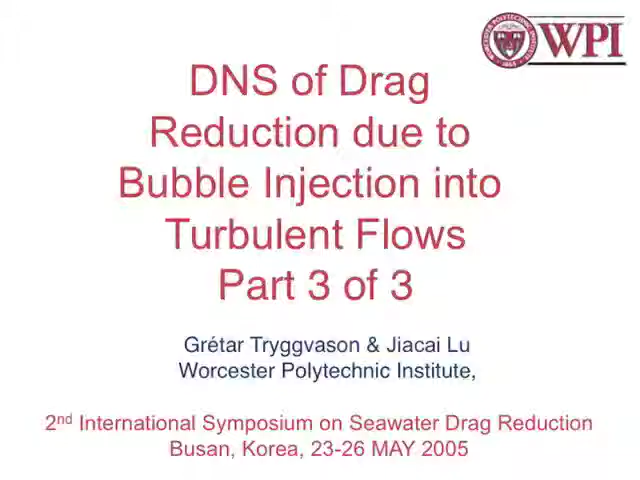 WPI
DNS of Drag
Reduction due to
Bubble Injection into
Turbulent Flows
Part 3 of 3
Grétar Tryggvason & Jiacai Lu
Worcester Polytechnic Institute,
2nd International Symposium on Seawater Drag Reduction
Busan, Korea, 23-26 MAY 2005